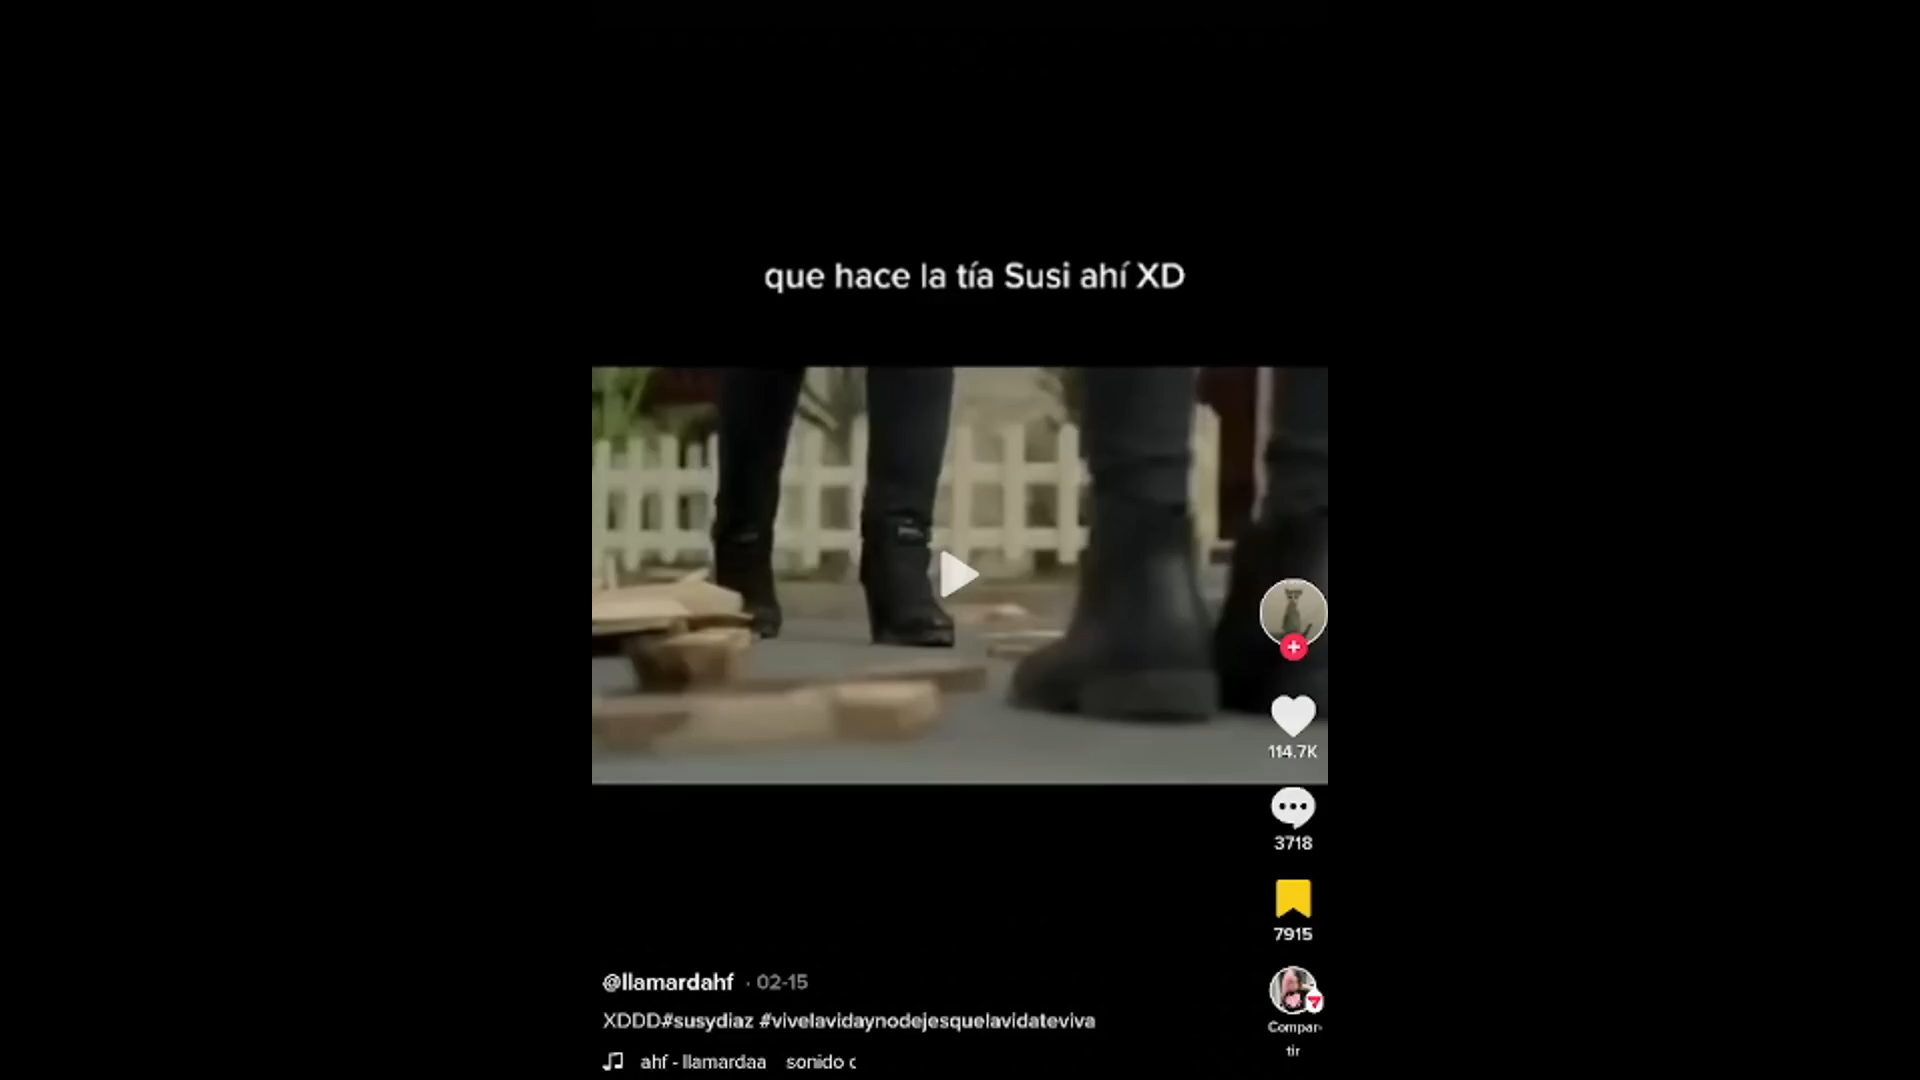 que hace la tía Susi ahí XD
114.7K
3718
7915
@llamardahf · 02-15
XDDD#susydiaz #vivelavidaynodejesquelavidateviva
Compar-
tir
ahf - llamardaa sonido c